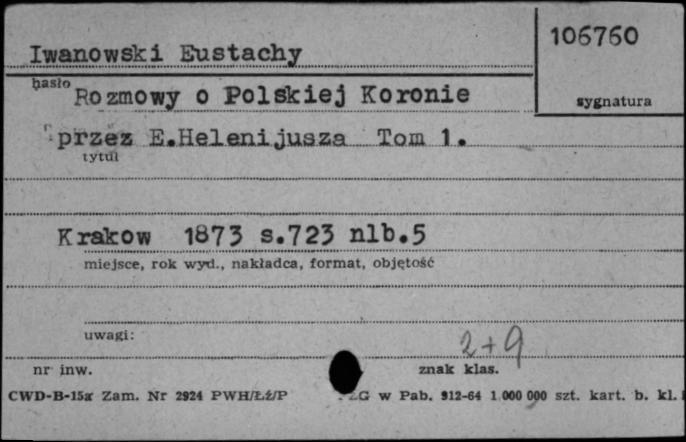 Iwanowski Eustachy
106760
hasło
Rozmowy o Polskiej Koronie
sygnatura
przez E.Helenijusza Tom 1.
tytuł
Krakow 1873 s.723 nlb.5
miejsce, rok wyd., nakładca, format, objętość
uwagi:
2+9
nr inw.
znak klas.
CWD-B-15a Zam. Nr 2924 PWH/Łź/P
ZG w Pab. 912-64 1 000 000 szt. kart. b. kl.